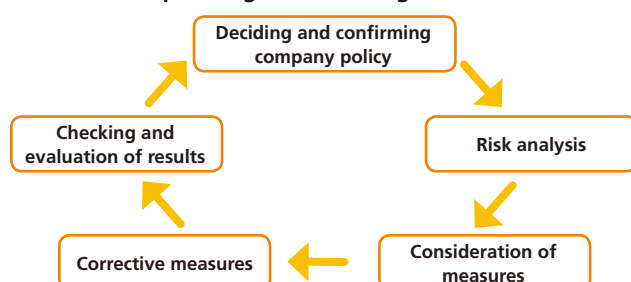 Deciding and confirming
company policy
Checking and
evaluation of results
Risk analysis
Corrective measures
Consideration of
measures